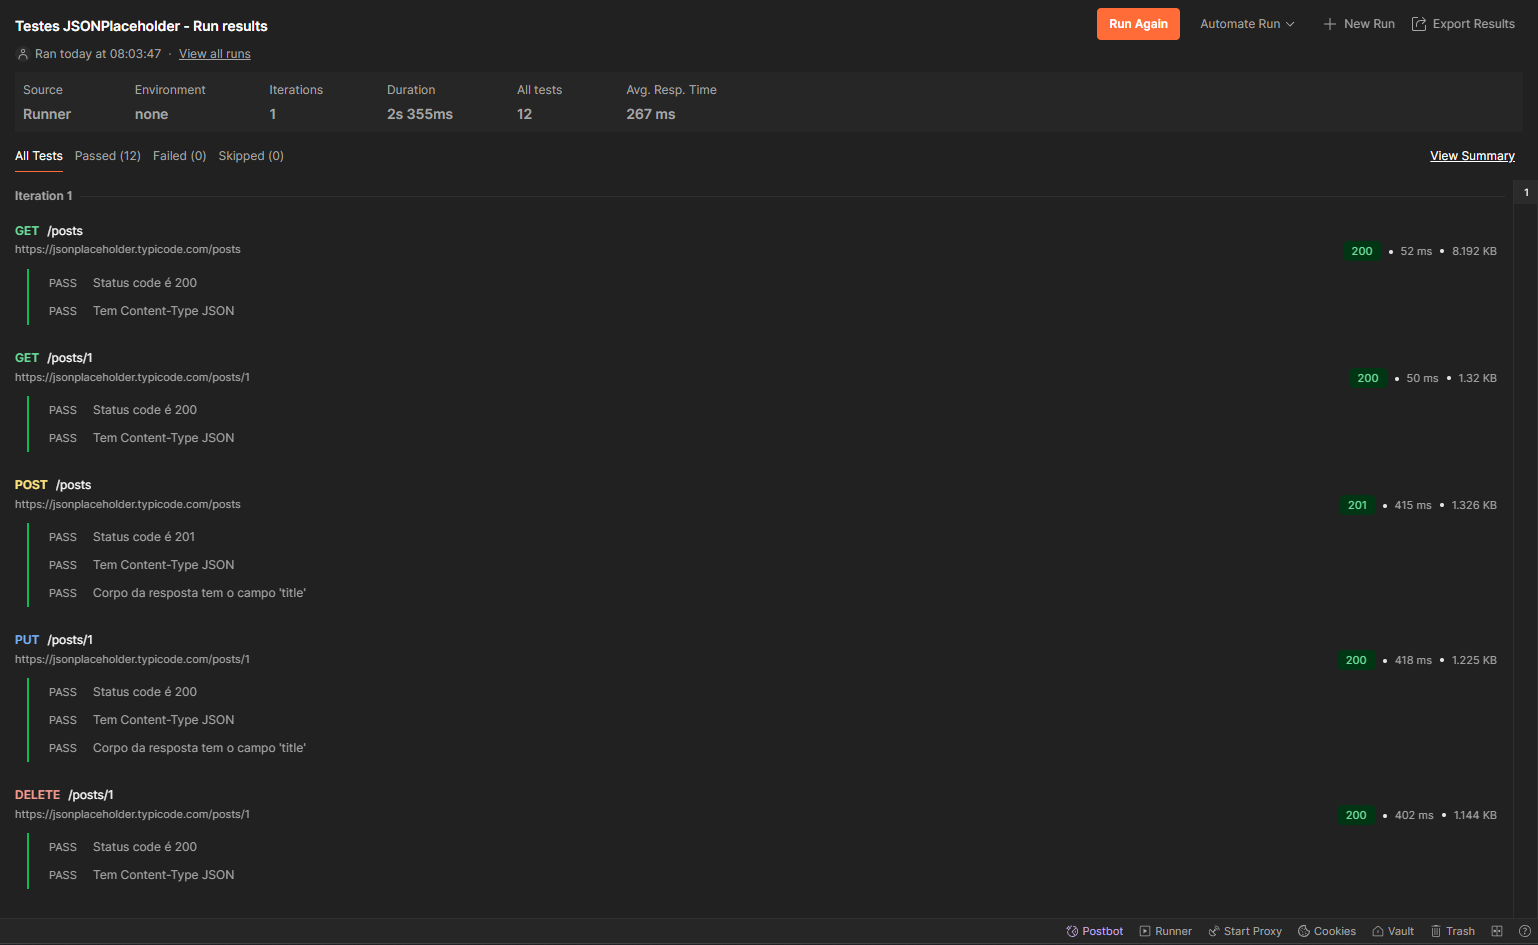 Testes JSONPlaceholder - Run results
Run Again Automate Run New Run Export Results
Ran today at 08:03:47 · View all runs
Source Environment Iterations Duration All tests Avg. Resp. Time
Runner none 1 2s 355ms 12 267 ms
All Tests Passed (12) Failed (0) Skipped (0) View Summary
Iteration 1 1
GET /posts
https://jsonplaceholder.typicode.com/posts
200 • 52 ms • 8.192 KB
PASS Status code é 200
PASS Tem Content-Type JSON
GET /posts/1
https://jsonplaceholder.typicode.com/posts/1
200 • 50 ms • 1.32 KB
PASS Status code é 200
PASS Tem Content-Type JSON
POST /posts
https://jsonplaceholder.typicode.com/posts
201 • 415 ms • 1.326 KB
PASS Status code é 201
PASS Tem Content-Type JSON
PASS Corpo da resposta tem o campo 'title'
PUT /posts/1
https://jsonplaceholder.typicode.com/posts/1
200 • 418 ms • 1.225 KB
PASS Status code é 200
PASS Tem Content-Type JSON
PASS Corpo da resposta tem o campo 'title'
DELETE /posts/1
https://jsonplaceholder.typicode.com/posts/1
200 • 402 ms • 1.144 KB
PASS Status code é 200
PASS Tem Content-Type JSON
Postbot Runner Start Proxy Cookies Vault Trash